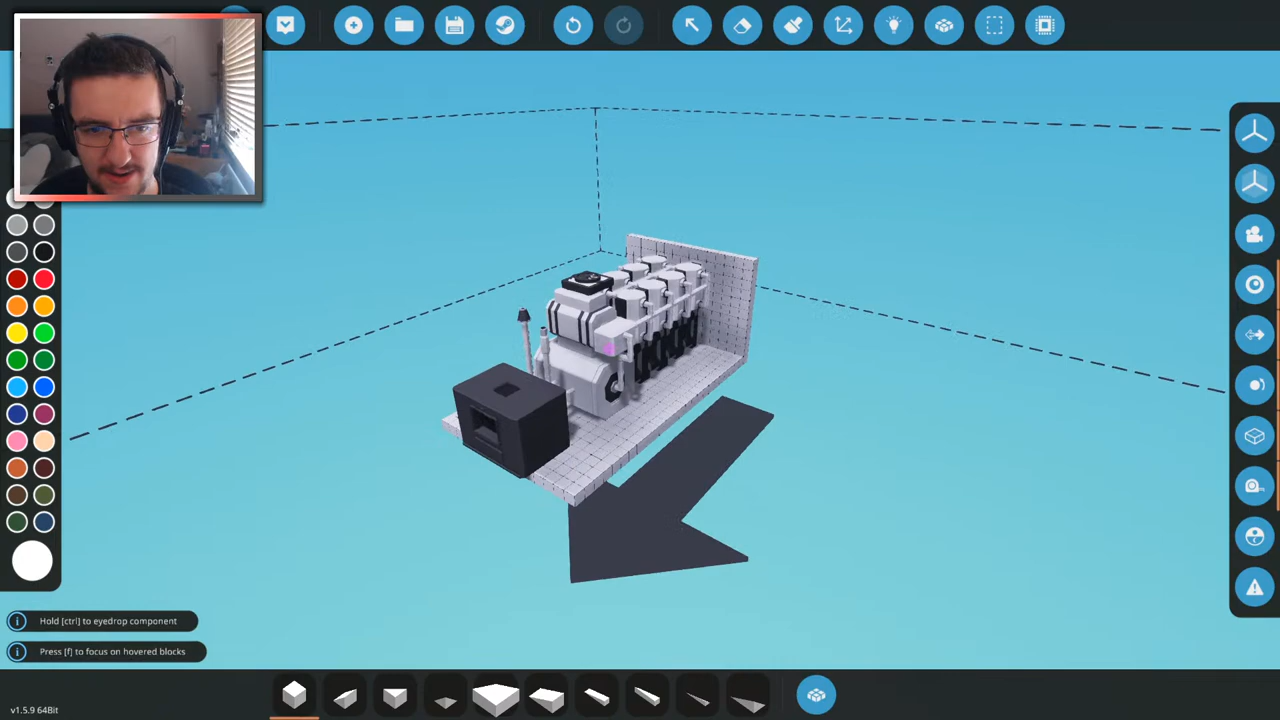 Hold [ctrl] to eyedrop component
Press [f] to focus on hovered blocks
v1.5.9 64Bit